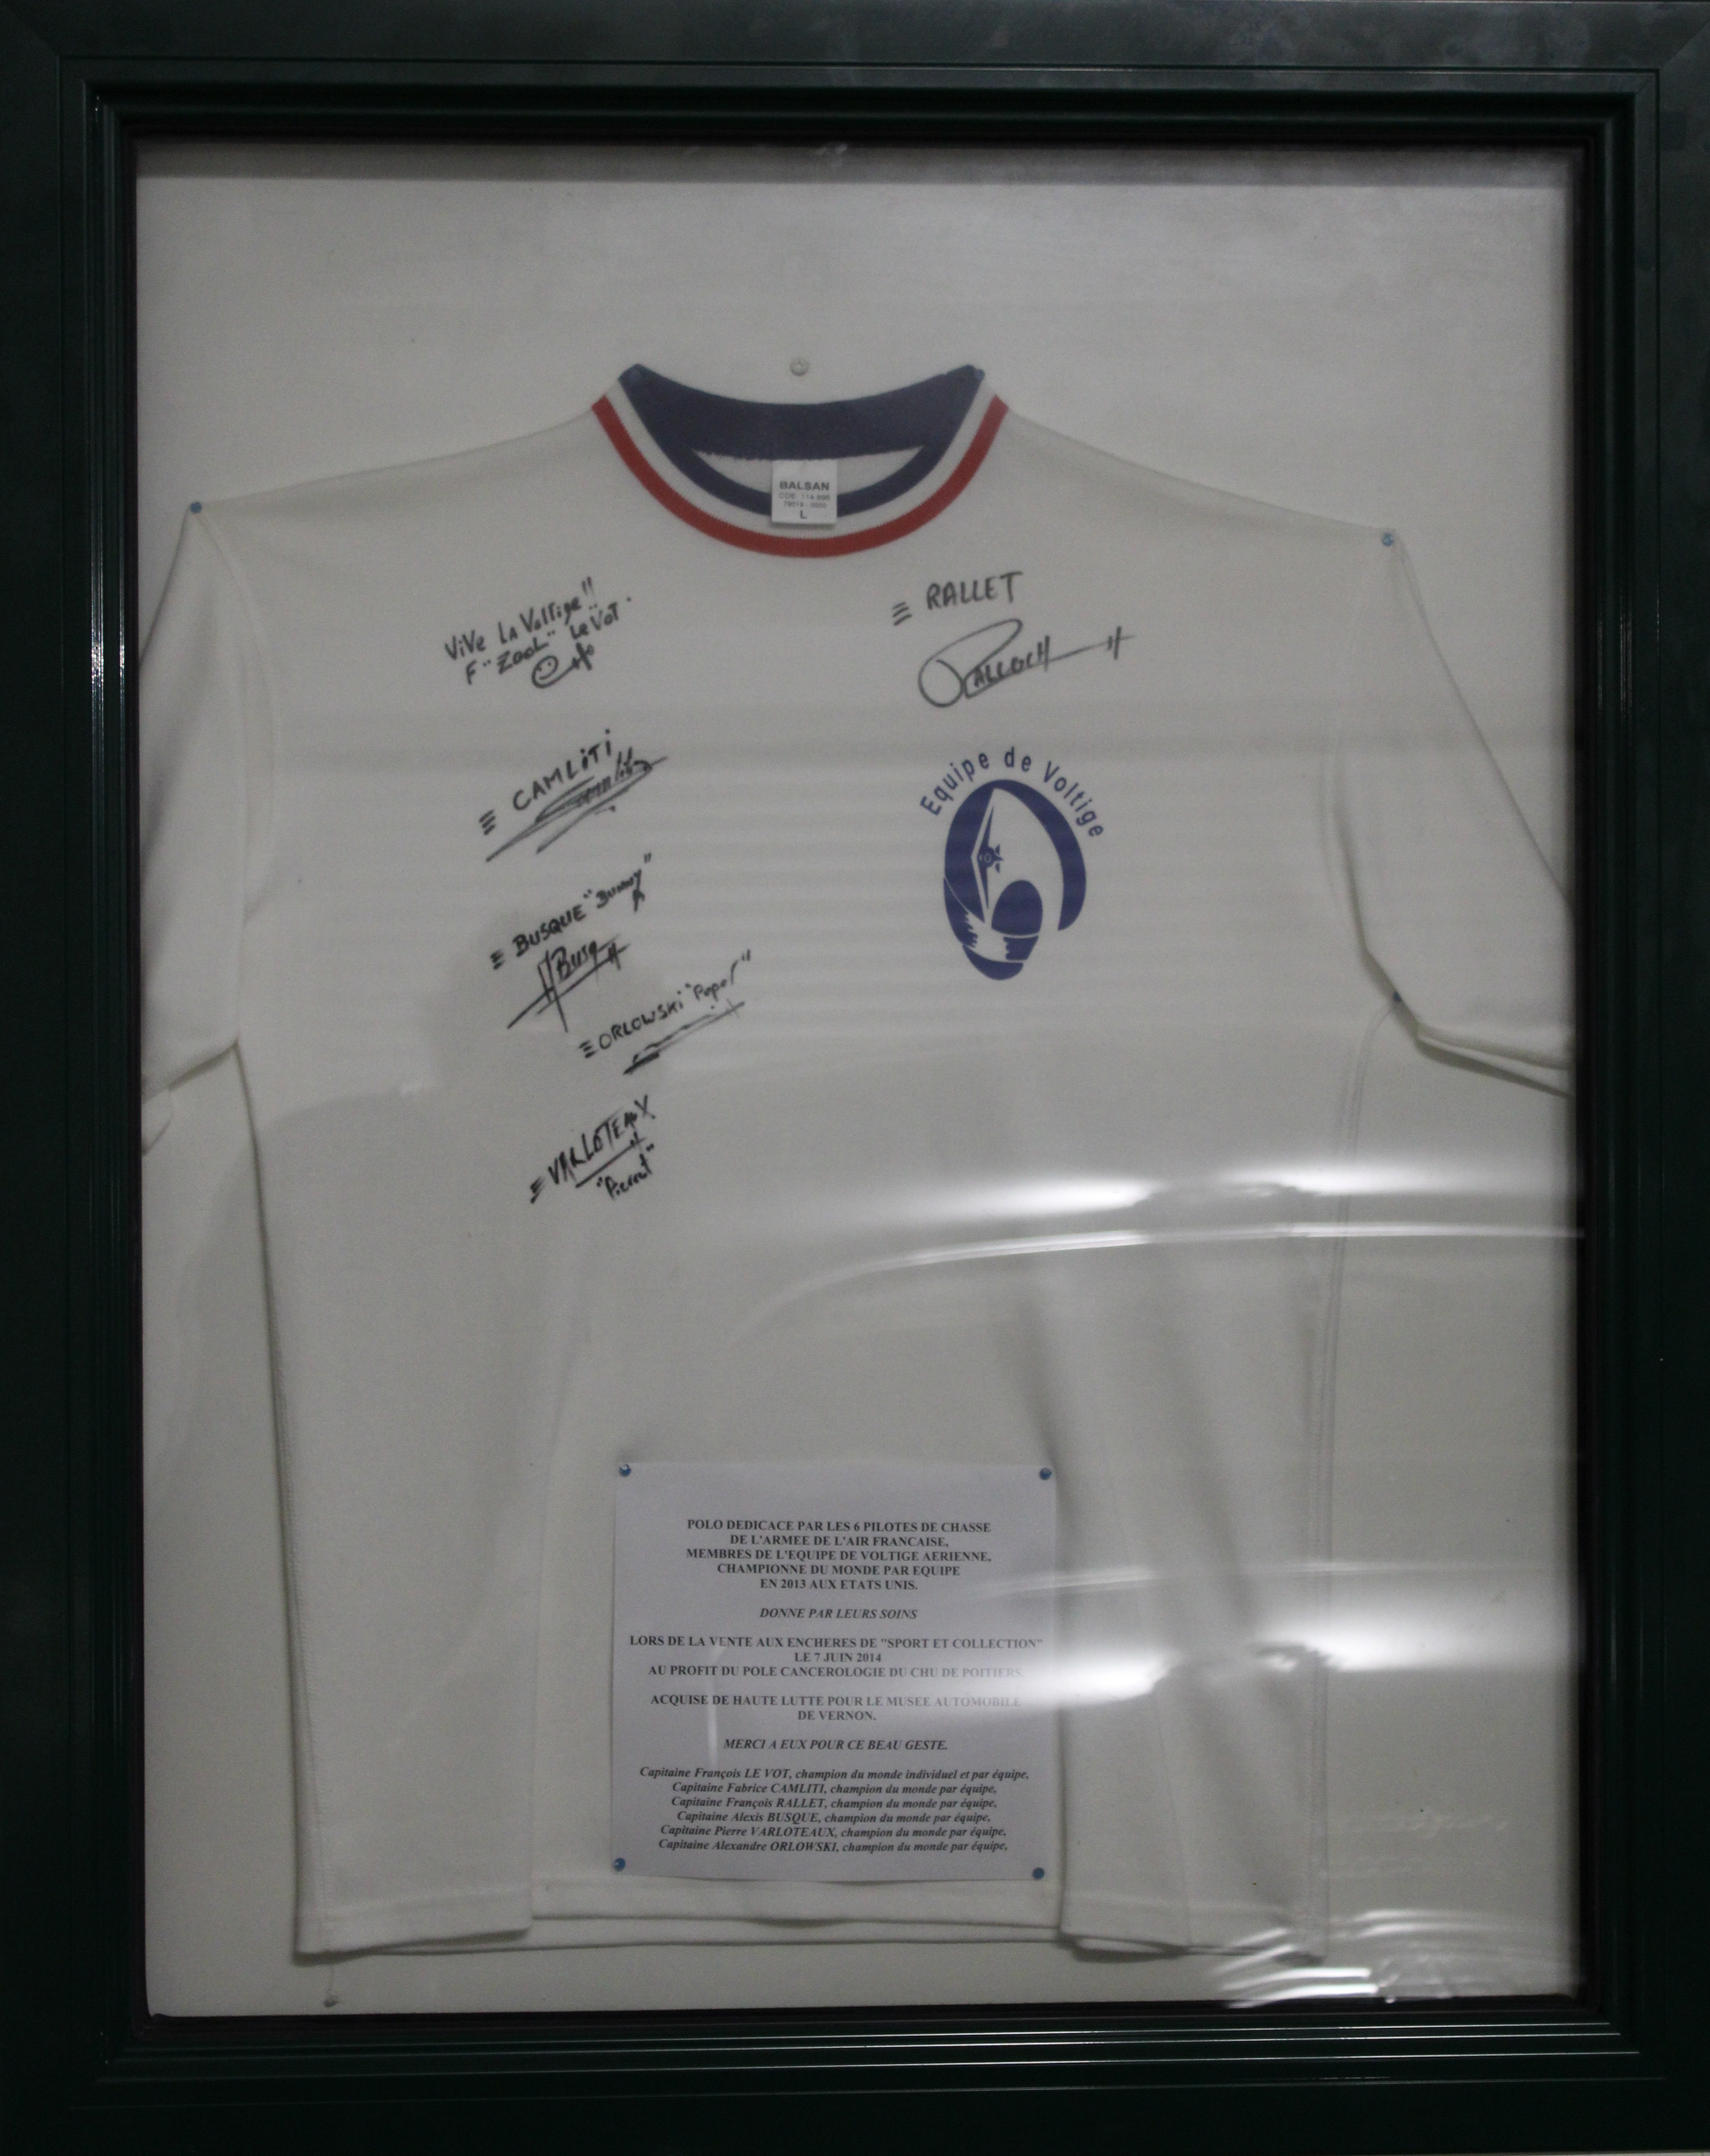 BALSAN
L
ViVe LA Voltige!!
F "ZOOL" Le VoT.
RALLET
CAMLiTi
Equipe de Voltige
BUSQUE "Bunny"
Busq
ORLOWSKi "Popof"
VARLOTEAUX
"Pierrot"
POLO DEDICACE PAR LES 6 PILOTES DE CHASSE
DE L'ARMEE DE L'AIR FRANCAISE,
MEMBRES DE L'EQUIPE DE VOLTIGE AERIENNE,
CHAMPIONNE DU MONDE PAR EQUIPE
EN 2013 AUX ETATS UNIS.
DONNE PAR LEURS SOINS
LORS DE LA VENTE AUX ENCHERES DE "SPORT ET COLLECTION"
LE 7 JUIN 2014
AU PROFIT DU POLE CANCEROLOGIE DU CHU DE POITIERS,
ACQUISE DE HAUTE LUTTE POUR LE MUSEE AUTOMOBILE
DE VERNON.
MERCI A EUX POUR CE BEAU GESTE.
Capitaine François LE VOT, champion du monde individuel et par équipe,
Capitaine Fabrice CAMLITI, champion du monde par équipe,
Capitaine François RALLET, champion du monde par équipe,
Capitaine Alexis BUSQUE, champion du monde par équipe,
Capitaine Pierre VARLOTEAUX, champion du monde par équipe,
Capitaine Alexandre ORLOWSKI, champion du monde par équipe,